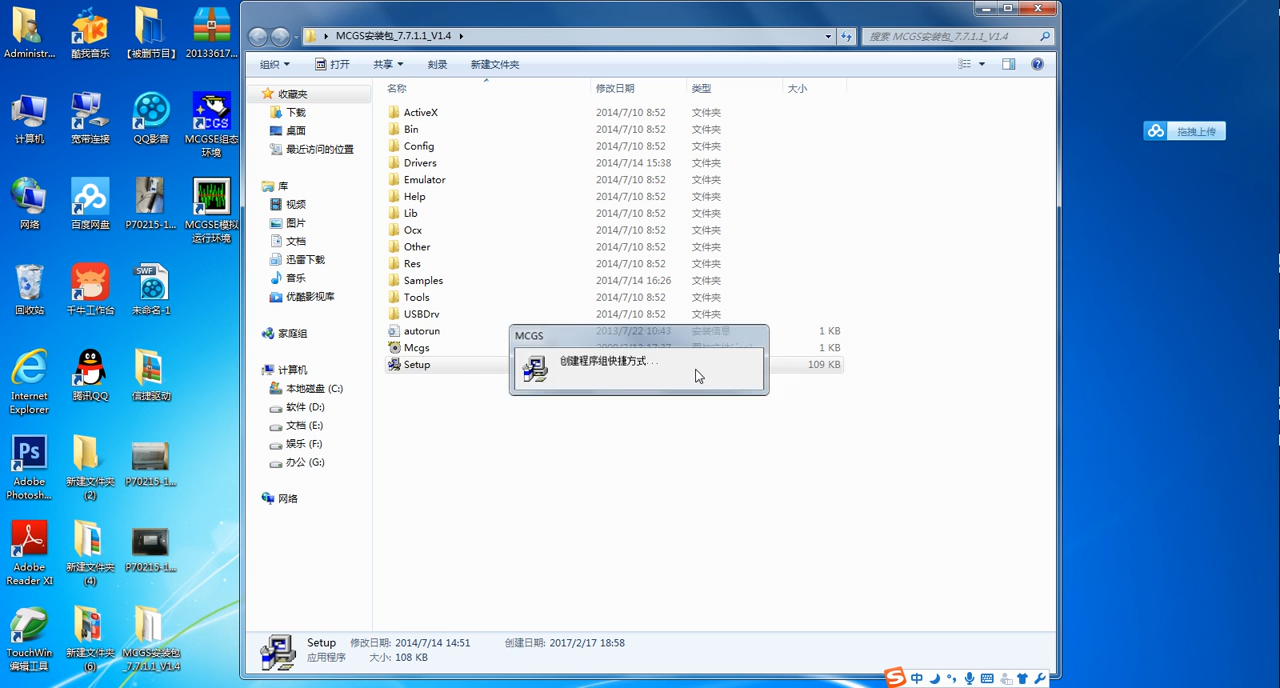 Administr...
酷我音乐
【被删节目】
20133617...
计算机
宽带连接
QQ影音
MCGSE组态
环境
网络
百度网盘
P70215-1...
MCGSE模拟
运行环境
回收站
千牛工作台
SWF
未命名-1
Internet
Explorer
腾讯QQ
信捷驱动
Ps
Adobe
Photosh...
新建文件夹
(2)
P70215-1...
Adobe
Reader XI
新建文件夹
(4)
P70215-1...
TouchWin
编辑工具
新建文件夹
(6)
MCGS安装包
_7.7.1.1_V1.4
MCGS安装包_7.7.1.1_V1.4
搜索 MCGS安装包_7.7.1.1_V1.4
组织 打开 共享 刻录 新建文件夹
收藏夹
下载
桌面
最近访问的位置
库
视频
图片
文档
迅雷下载
音乐
优酷影视库
家庭组
计算机
本地磁盘 (C:)
软件 (D:)
文档 (E:)
娱乐 (F:)
办公 (G:)
网络
名称 修改日期 类型 大小
ActiveX 2014/7/10 8:52 文件夹
Bin 2014/7/10 8:52 文件夹
Config 2014/7/10 8:52 文件夹
Drivers 2014/7/14 15:38 文件夹
Emulator 2014/7/10 8:52 文件夹
Help 2014/7/10 8:52 文件夹
Lib 2014/7/10 8:52 文件夹
Ocx 2014/7/10 8:52 文件夹
Other 2014/7/10 8:52 文件夹
Res 2014/7/10 8:52 文件夹
Samples 2014/7/14 16:26 文件夹
Tools 2014/7/10 8:52 文件夹
USBDrv 2014/7/10 8:52 文件夹
autorun 2013/7/22 10:43 安装信息 1 KB
Mcgs 1 KB
Setup 109 KB
MCGS
创建程序组快捷方式...
Setup 修改日期: 2014/7/14 14:51 创建日期: 2017/2/17 18:58
应用程序 大小: 108 KB
拖拽上传
中